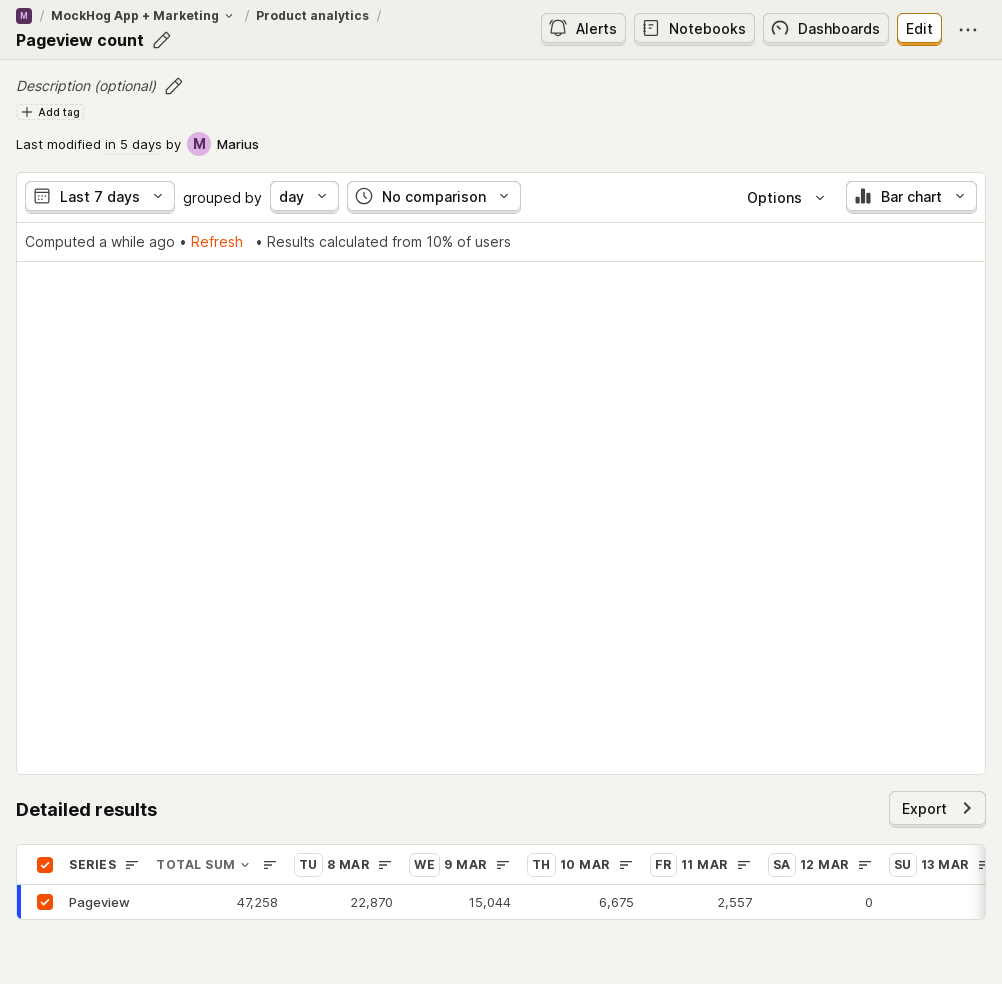 M / MockHog App + Marketing / Product analytics /
Pageview count
Alerts Notebooks Dashboards Edit
Description (optional)
Add tag
Last modified in 5 days by M Marius
Last 7 days grouped by day No comparison Options Bar chart
Computed a while ago • Refresh • Results calculated from 10% of users
Detailed results
Export
SERIES TOTAL SUM TU 8 MAR WE 9 MAR TH 10 MAR FR 11 MAR SA 12 MAR SU 13 MAR
Pageview 47,258 22,870 15,044 6,675 2,557 0